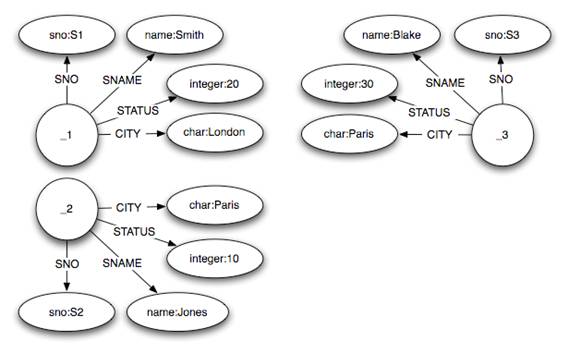 sno:S1
name:Smith
SNO
SNAME
integer:20
STATUS
_1
CITY
char:London
name:Blake
sno:S3
SNAME
SNO
integer:30
STATUS
char:Paris
CITY
_3
_2
CITY
char:Paris
STATUS
integer:10
SNO
SNAME
sno:S2
name:Jones